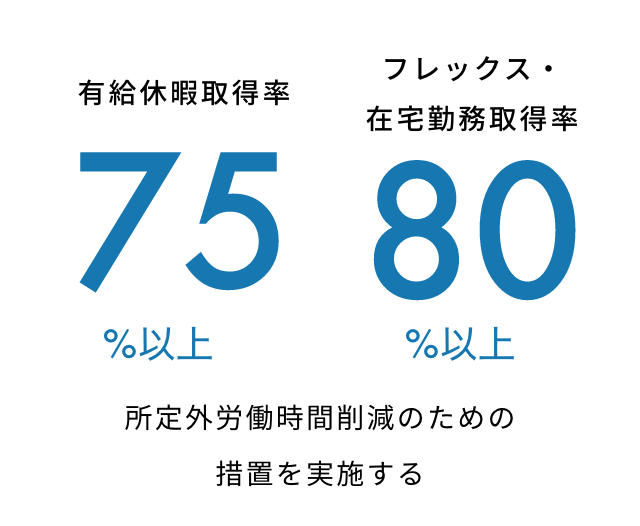 有給休暇取得率
75
%以上
フレックス・
在宅勤務取得率
80
%以上
所定外労働時間削減のための
措置を実施する